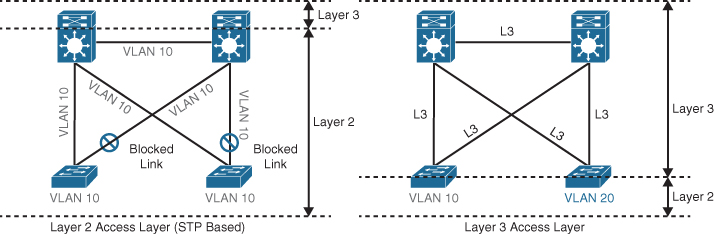 Layer 3
VLAN 10
VLAN 10
VLAN 10
VLAN 10
VLAN 10
Layer 2
Blocked
Link
Blocked
Link
VLAN 10
VLAN 10
Layer 2 Access Layer (STP Based)
L3
L3
L3
L3
L3
Layer 3
VLAN 10
VLAN 20
Layer 2
Layer 3 Access Layer